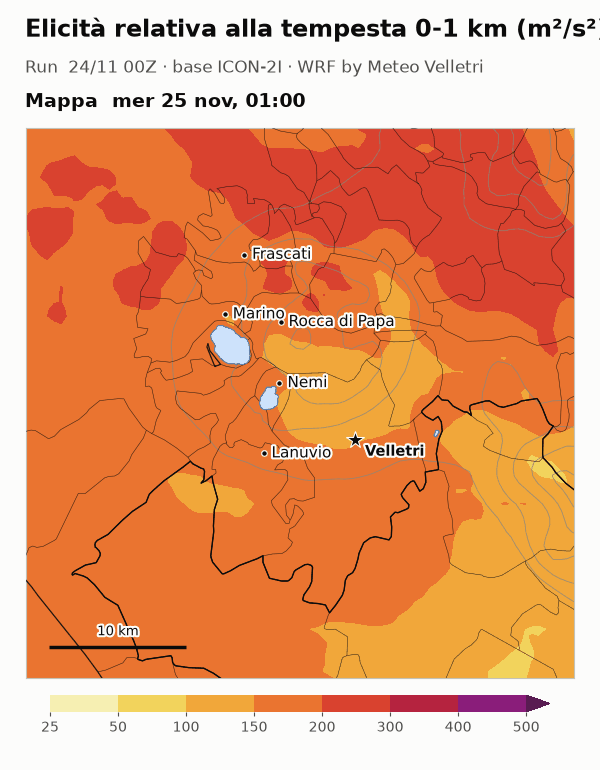 Elicità relativa alla tempesta 0-1 km (m²/s²)
Run  24/11 00Z · base ICON-2I · WRF by Meteo Velletri
Mappa  mer 25 nov, 01:00
Frascati
Marino
Rocca di Papa
Nemi
Velletri
Lanuvio
10 km
25 50 100 150 200 300 400 500